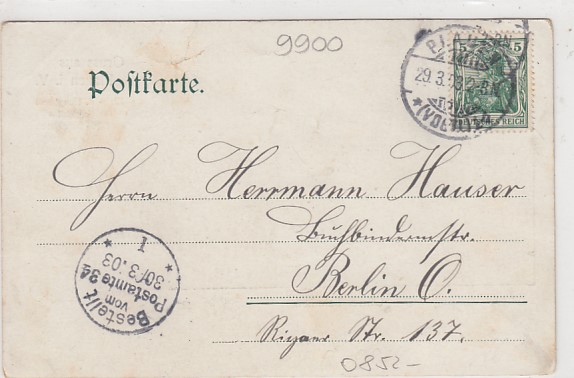 9900
Postkarte.
29.3.03
(VOGTL.)
5
DEUTSCHES REICH
Herrn Herrmann Hauser
Buchbindermstr.
Berlin O.
Rigaer Str. 137.
Bestellt
vom
Postamte 34
30/3.03
1
0852-